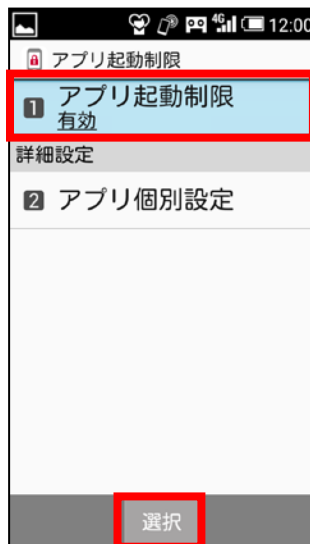 4G 12:00
アプリ起動制限
1 アプリ起動制限
有効
詳細設定
2 アプリ個別設定
選択